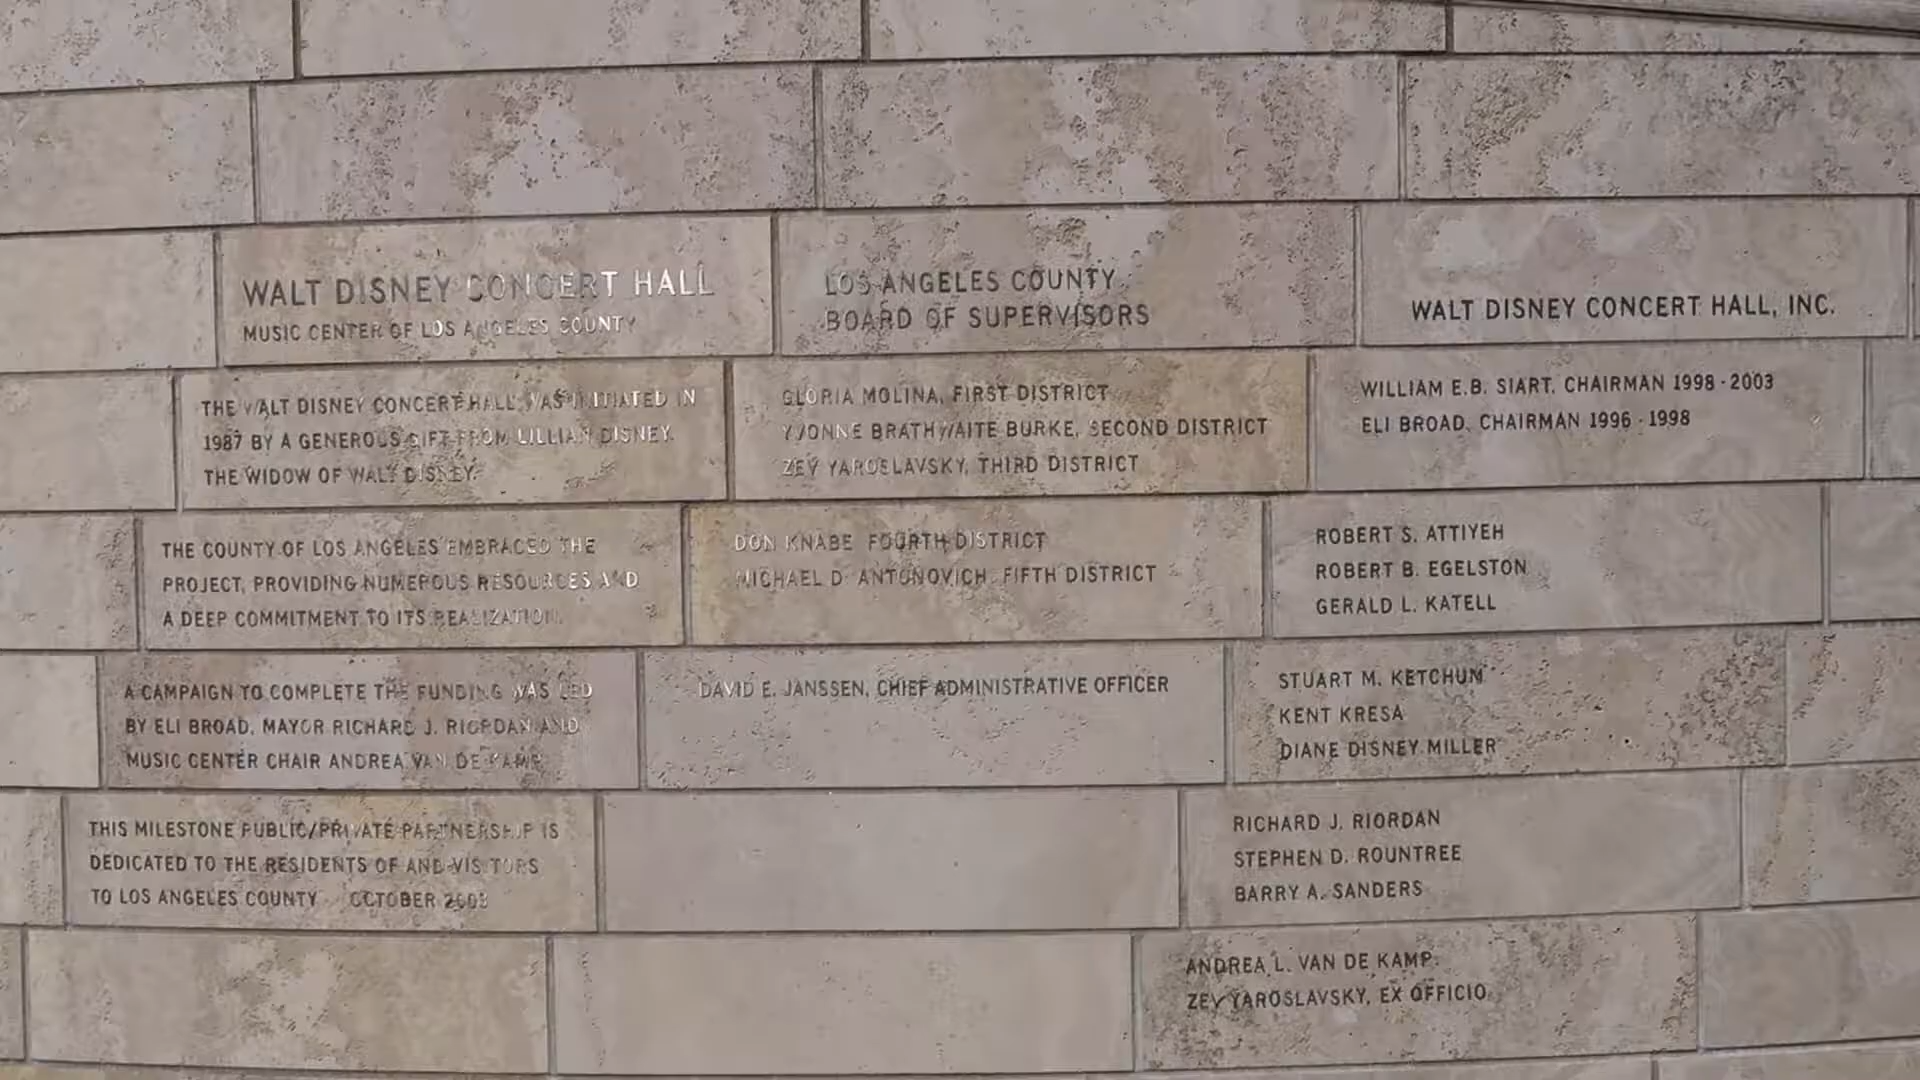 WALT DISNEY CONCERT HALL
MUSIC CENTER OF LOS ANGELES COUNTY
THE WALT DISNEY CONCERT HALL WAS INITIATED IN
1987 BY A GENEROUS GIFT FROM LILLIAN DISNEY,
THE WIDOW OF WALT DISNEY.
THE COUNTY OF LOS ANGELES EMBRACED THE
PROJECT, PROVIDING NUMEROUS RESOURCES AND
A DEEP COMMITMENT TO ITS REALIZATION.
A CAMPAIGN TO COMPLETE THE FUNDING WAS LED
BY ELI BROAD, MAYOR RICHARD J. RIORDAN AND
MUSIC CENTER CHAIR ANDREA VAN DE KAMP.
THIS MILESTONE PUBLIC/PRIVATE PARTNERSHIP IS
DEDICATED TO THE RESIDENTS OF AND VISITORS
TO LOS ANGELES COUNTY OCTOBER 2003
LOS ANGELES COUNTY
BOARD OF SUPERVISORS
GLORIA MOLINA, FIRST DISTRICT
YVONNE BRATHWAITE BURKE, SECOND DISTRICT
ZEV YAROSLAVSKY, THIRD DISTRICT
DON KNABE FOURTH DISTRICT
MICHAEL D. ANTONOVICH, FIFTH DISTRICT
DAVID E. JANSSEN, CHIEF ADMINISTRATIVE OFFICER
WALT DISNEY CONCERT HALL, INC.
WILLIAM E.B. SIART, CHAIRMAN 1998 - 2003
ELI BROAD, CHAIRMAN 1996 - 1998
ROBERT S. ATTIYEH
ROBERT B. EGELSTON
GERALD L. KATELL
STUART M. KETCHUM
KENT KRESA
DIANE DISNEY MILLER
RICHARD J. RIORDAN
STEPHEN D. ROUNTREE
BARRY A. SANDERS
ANDREA L. VAN DE KAMP
ZEV YAROSLAVSKY, EX OFFICIO